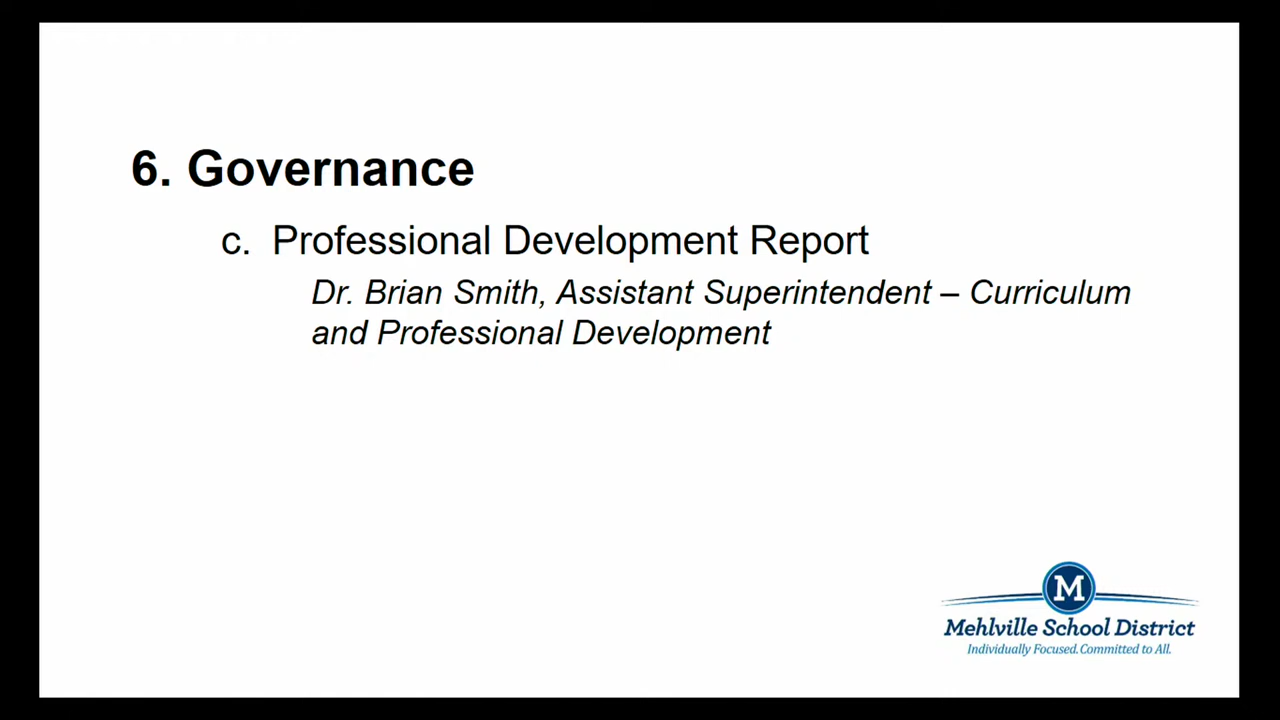 6. Governance
c. Professional Development Report
Dr. Brian Smith, Assistant Superintendent – Curriculum
and Professional Development
M
Mehlville School District
Individually Focused. Committed to All.